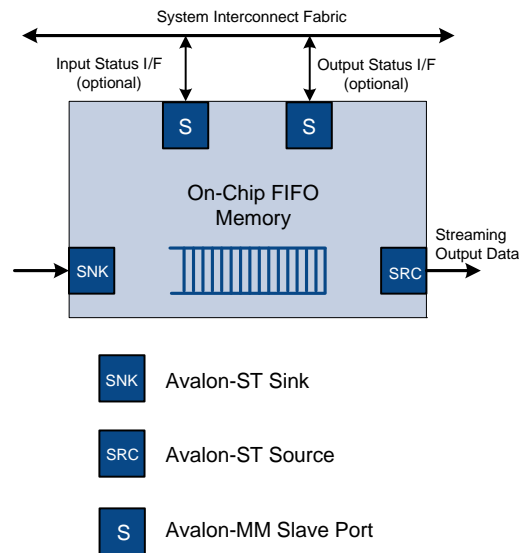 System Interconnect Fabric
Input Status I/F
(optional)
Output Status I/F
(optional)
S
S
On-Chip FIFO
Memory
Streaming
Output Data
SNK
SRC
SNK
Avalon-ST Sink
SRC
Avalon-ST Source
S
Avalon-MM Slave Port